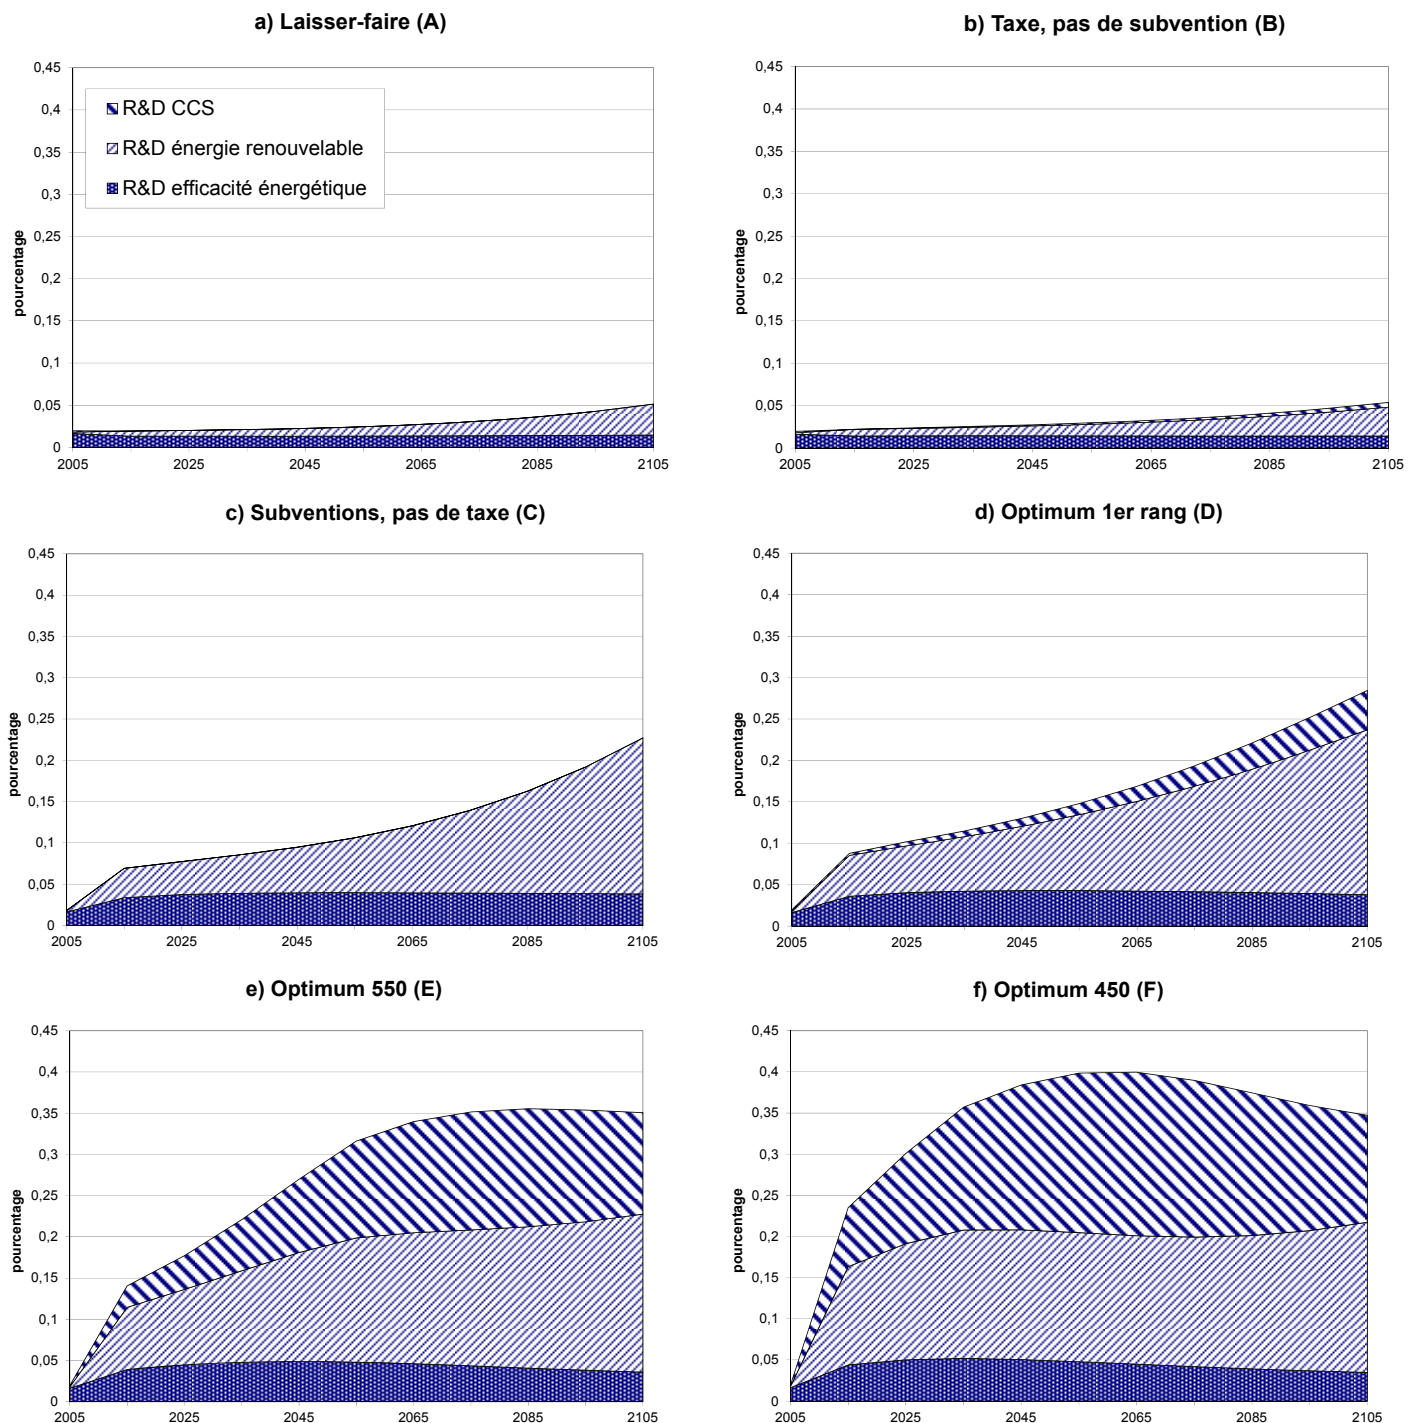 a) Laisser-faire (A)
0,45
0,4
0,35
0,3
0,25
0,2
0,15
0,1
0,05
0
pourcentage
R&D CCS
R&D énergie renouvelable
R&D efficacité énergétique
2005 2025 2045 2065 2085 2105
b) Taxe, pas de subvention (B)
0,45
0,4
0,35
0,3
0,25
0,2
0,15
0,1
0,05
0
pourcentage
2005 2025 2045 2065 2085 2105
c) Subventions, pas de taxe (C)
0,45
0,4
0,35
0,3
0,25
0,2
0,15
0,1
0,05
0
pourcentage
2005 2025 2045 2065 2085 2105
d) Optimum 1er rang (D)
0,45
0,4
0,35
0,3
0,25
0,2
0,15
0,1
0,05
0
pourcentage
2005 2025 2045 2065 2085 2105
e) Optimum 550 (E)
0,45
0,4
0,35
0,3
0,25
0,2
0,15
0,1
0,05
0
pourcentage
2005 2025 2045 2065 2085 2105
f) Optimum 450 (F)
0,45
0,4
0,35
0,3
0,25
0,2
0,15
0,1
0,05
0
pourcentage
2005 2025 2045 2065 2085 2105